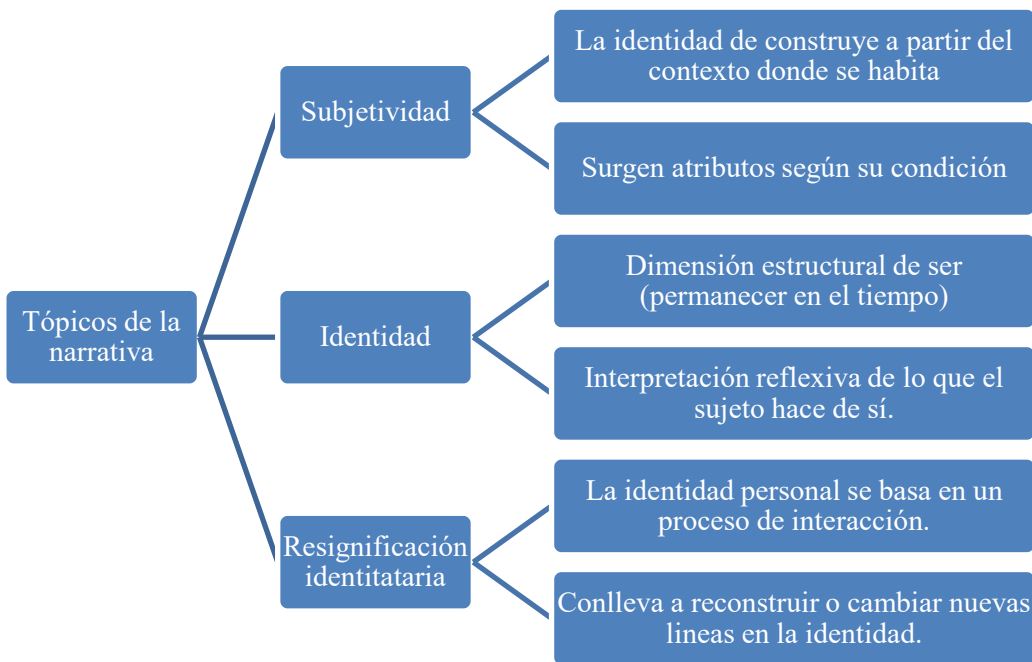 Tópicos de la
narrativa
Subjetividad
La identidad de construye a partir del
contexto donde se habita
Surgen atributos según su condición
Identidad
Dimensión estructural de ser
(permanecer en el tiempo)
Interpretación reflexiva de lo que el
sujeto hace de sí.
Resignificación
identitataria
La identidad personal se basa en un
proceso de interacción.
Conlleva a reconstruir o cambiar nuevas
lineas en la identidad.